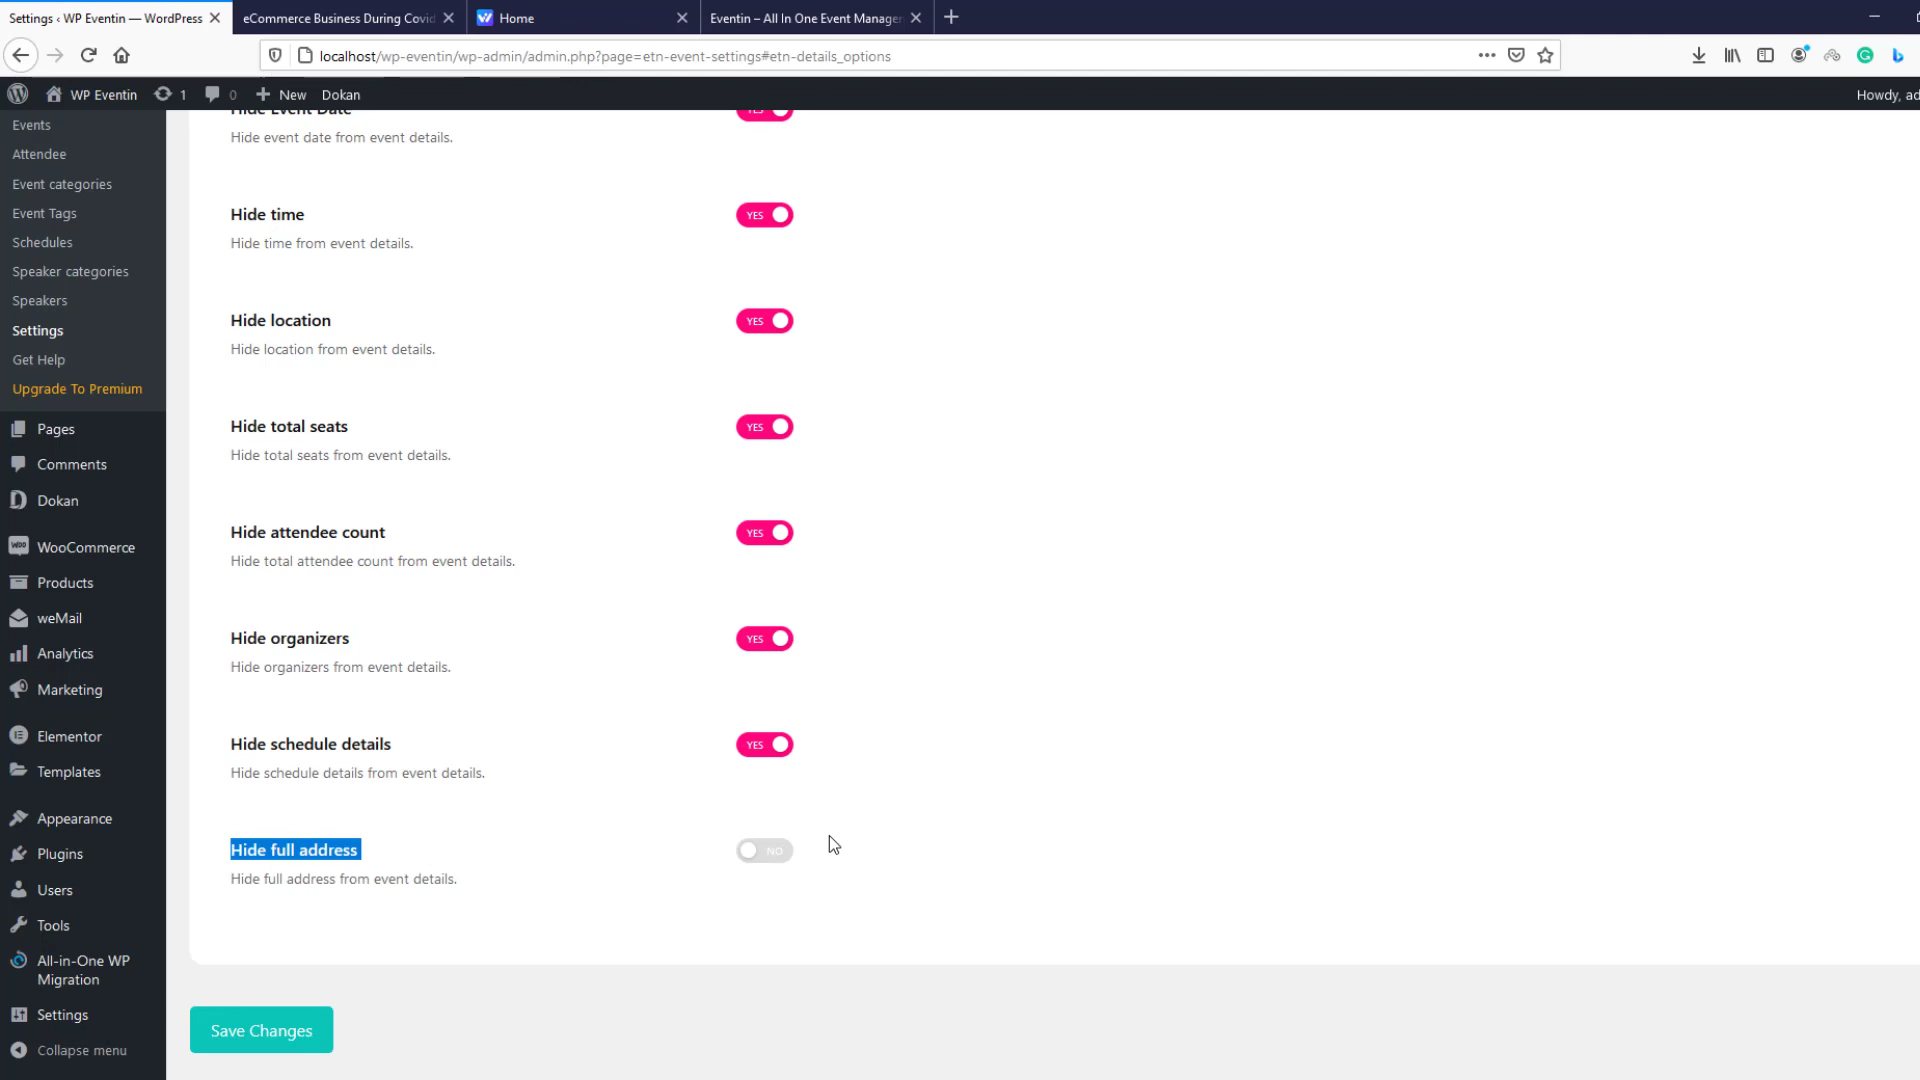 Settings ‹ WP Eventin — WordPress
eCommerce Business During Covid
Home
Eventin – All In One Event Manager
localhost/wp-eventin/wp-admin/admin.php?page=etn-event-settings#etn-details_options
WP Eventin
1
0
New
Dokan
Howdy, ad
Events
Attendee
Event categories
Event Tags
Schedules
Speaker categories
Speakers
Settings
Get Help
Upgrade To Premium
Pages
Comments
Dokan
WooCommerce
Products
weMail
Analytics
Marketing
Elementor
Templates
Appearance
Plugins
Users
Tools
All-in-One WP
Migration
Settings
Collapse menu
Hide Event Date
YES
Hide event date from event details.
Hide time
YES
Hide time from event details.
Hide location
YES
Hide location from event details.
Hide total seats
YES
Hide total seats from event details.
Hide attendee count
YES
Hide total attendee count from event details.
Hide organizers
YES
Hide organizers from event details.
Hide schedule details
YES
Hide schedule details from event details.
Hide full address
NO
Hide full address from event details.
Save Changes